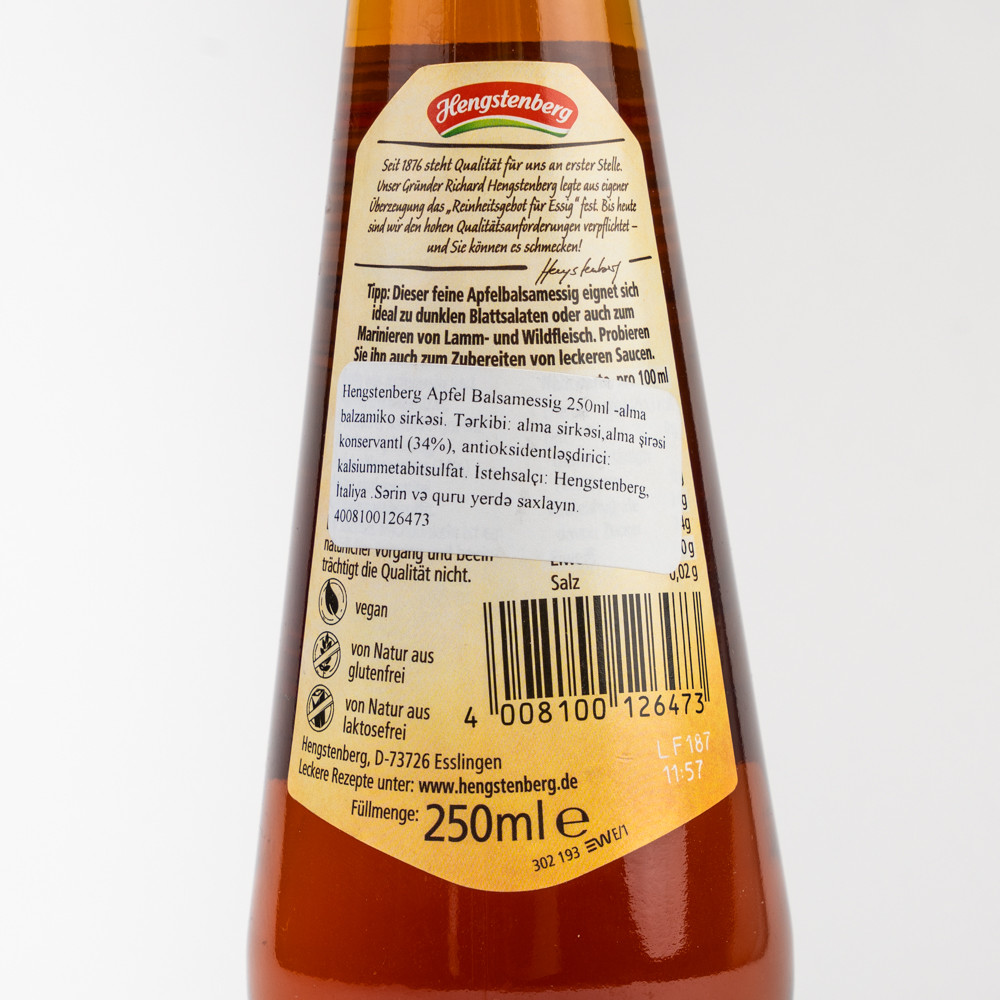 Hengstenberg
Seit 1876 steht Qualität für uns an erster Stelle.
Unser Gründer Richard Hengstenberg legte aus eigener
Überzeugung das „Reinheitsgebot für Essig" fest. Bis heute
sind wir den hohen Qualitätsanforderungen verpflichtet –
und Sie können es schmecken!
Tipp: Dieser feine Apfelbalsamessig eignet sich
ideal zu dunklen Blattsalaten oder auch zum
Marinieren von Lamm- und Wildfleisch. Probieren
Sie ihn auch zum Zubereiten von leckeren Saucen.
pro 100 ml
Hengstenberg Apfel Balsamessig 250ml -alma
balzamiko sirkəsi. Tərkibi: alma sirkəsi,alma şirəsi
konservantl (34%), antioksidentləşdirici:
kalsiummetabitsulfat. İstehsalçı: Hengstenberg,
İtaliya .Sərin və quru yerdə saxlayın.
4008100126473
natürlicher Vorgang und beein-
trächtigt die Qualität nicht.
Salz 0,02 g
vegan
von Natur aus
glutenfrei
von Natur aus
laktosefrei
4 008100 126473
L F187
11:57
Hengstenberg, D-73726 Esslingen
Leckere Rezepte unter: www.hengstenberg.de
Füllmenge: 250ml e
302 193 EW E/1